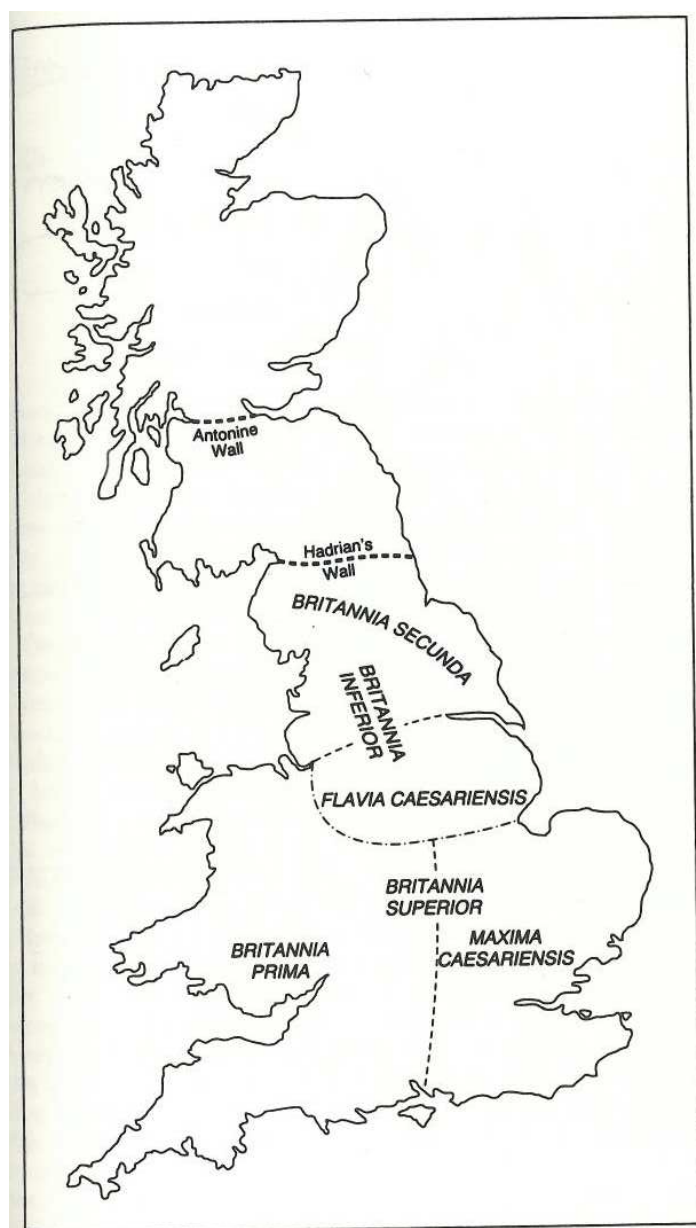 Antonine
Wall
Hadrian's
Wall
BRITANNIA SECUNDA
BRITANNIA
INFERIOR
FLAVIA CAESARIENSIS
BRITANNIA
SUPERIOR
MAXIMA
CAESARIENSIS
BRITANNIA
PRIMA